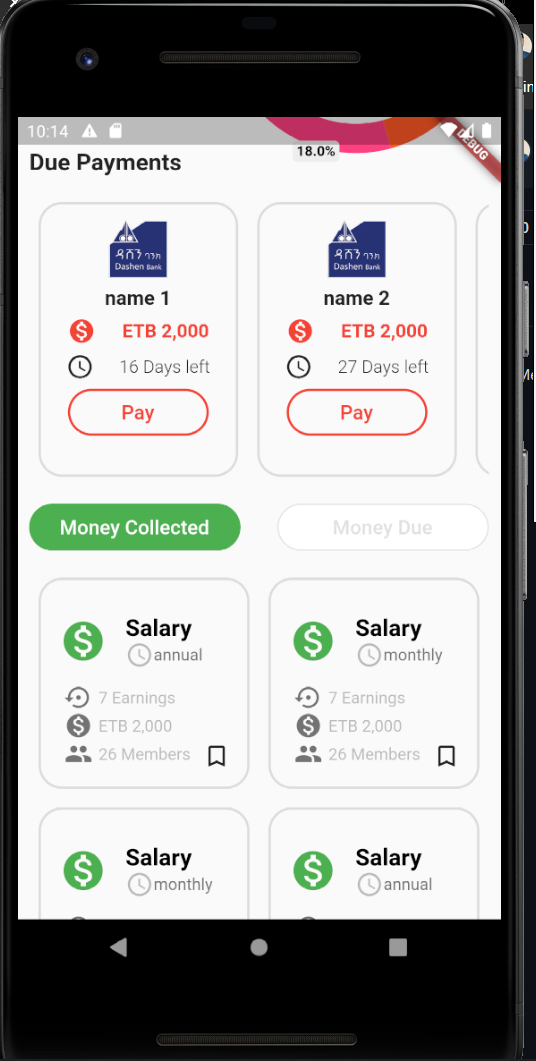 10:14
DEBUG
18.0%
Due Payments
ዳሸን ባንክ
Dashen Bank
ዳሸን ባንክ
Dashen Bank
name 1
name 2
ETB 2,000
ETB 2,000
16 Days left
27 Days left
Pay
Pay
Money Collected
Money Due
Salary
annual
Salary
monthly
7 Earnings
7 Earnings
ETB 2,000
ETB 2,000
26 Members
26 Members
Salary
monthly
Salary
annual